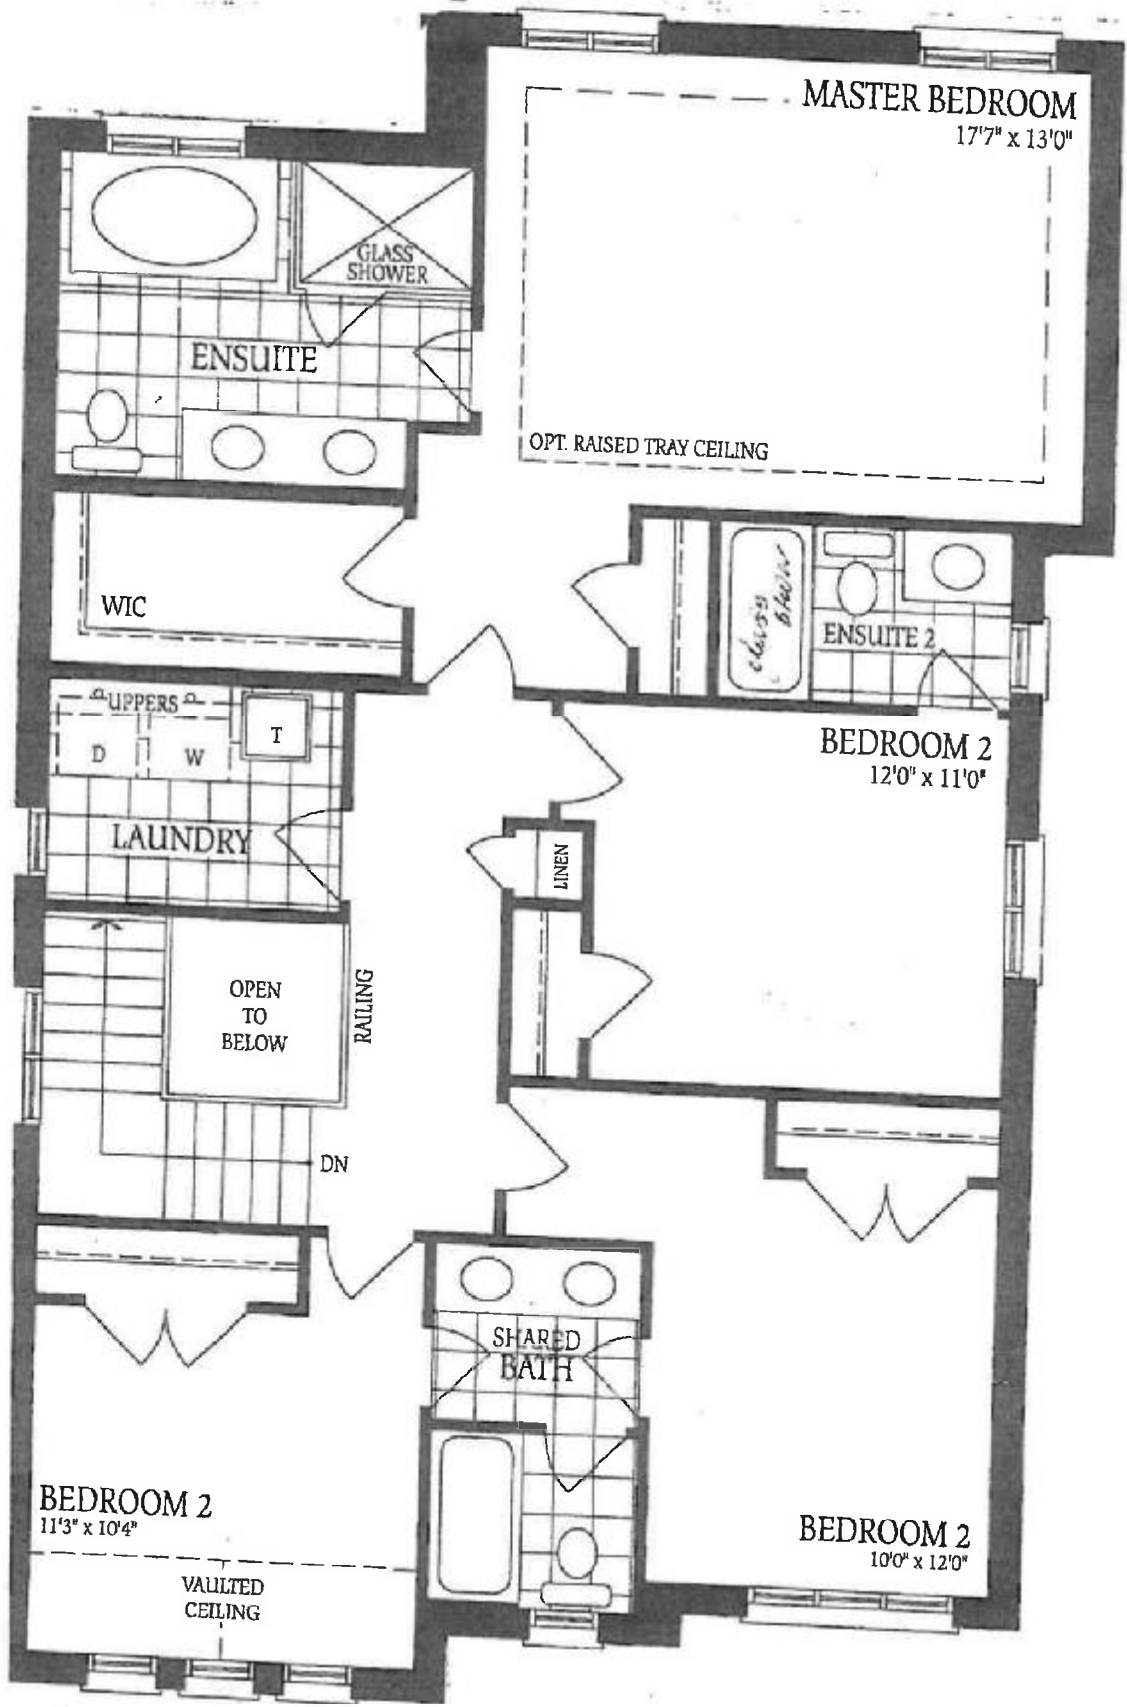 MASTER BEDROOM
17'7" x 13'0"
GLASS
SHOWER
ENSUITE
OPT. RAISED TRAY CEILING
WIC
glass
ENSUITE 2
UPPERS
D
W
T
BEDROOM 2
12'0" x 11'0"
LAUNDRY
LINEN
OPEN
TO
BELOW
RAILING
DN
SHARED
BATH
BEDROOM 2
11'3" x 10'4"
BEDROOM 2
10'0" x 12'0"
VAULTED
CEILING